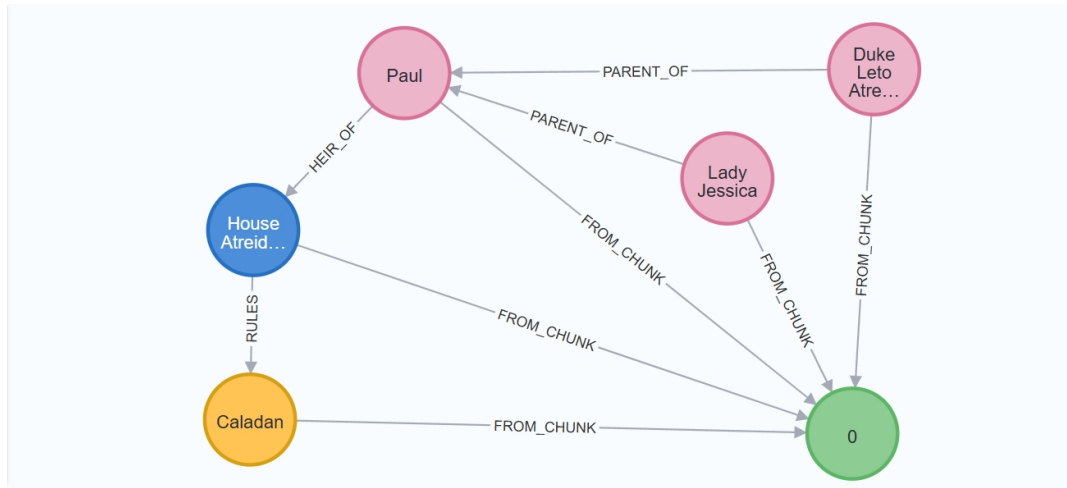 Paul
PARENT_OF
Duke
Leto
Atre…
PARENT_OF
Lady
Jessica
HEIR_OF
House
Atreid…
FROM_CHUNK
FROM_CHUNK
FROM_CHUNK
RULES
FROM_CHUNK
Caladan
FROM_CHUNK
0